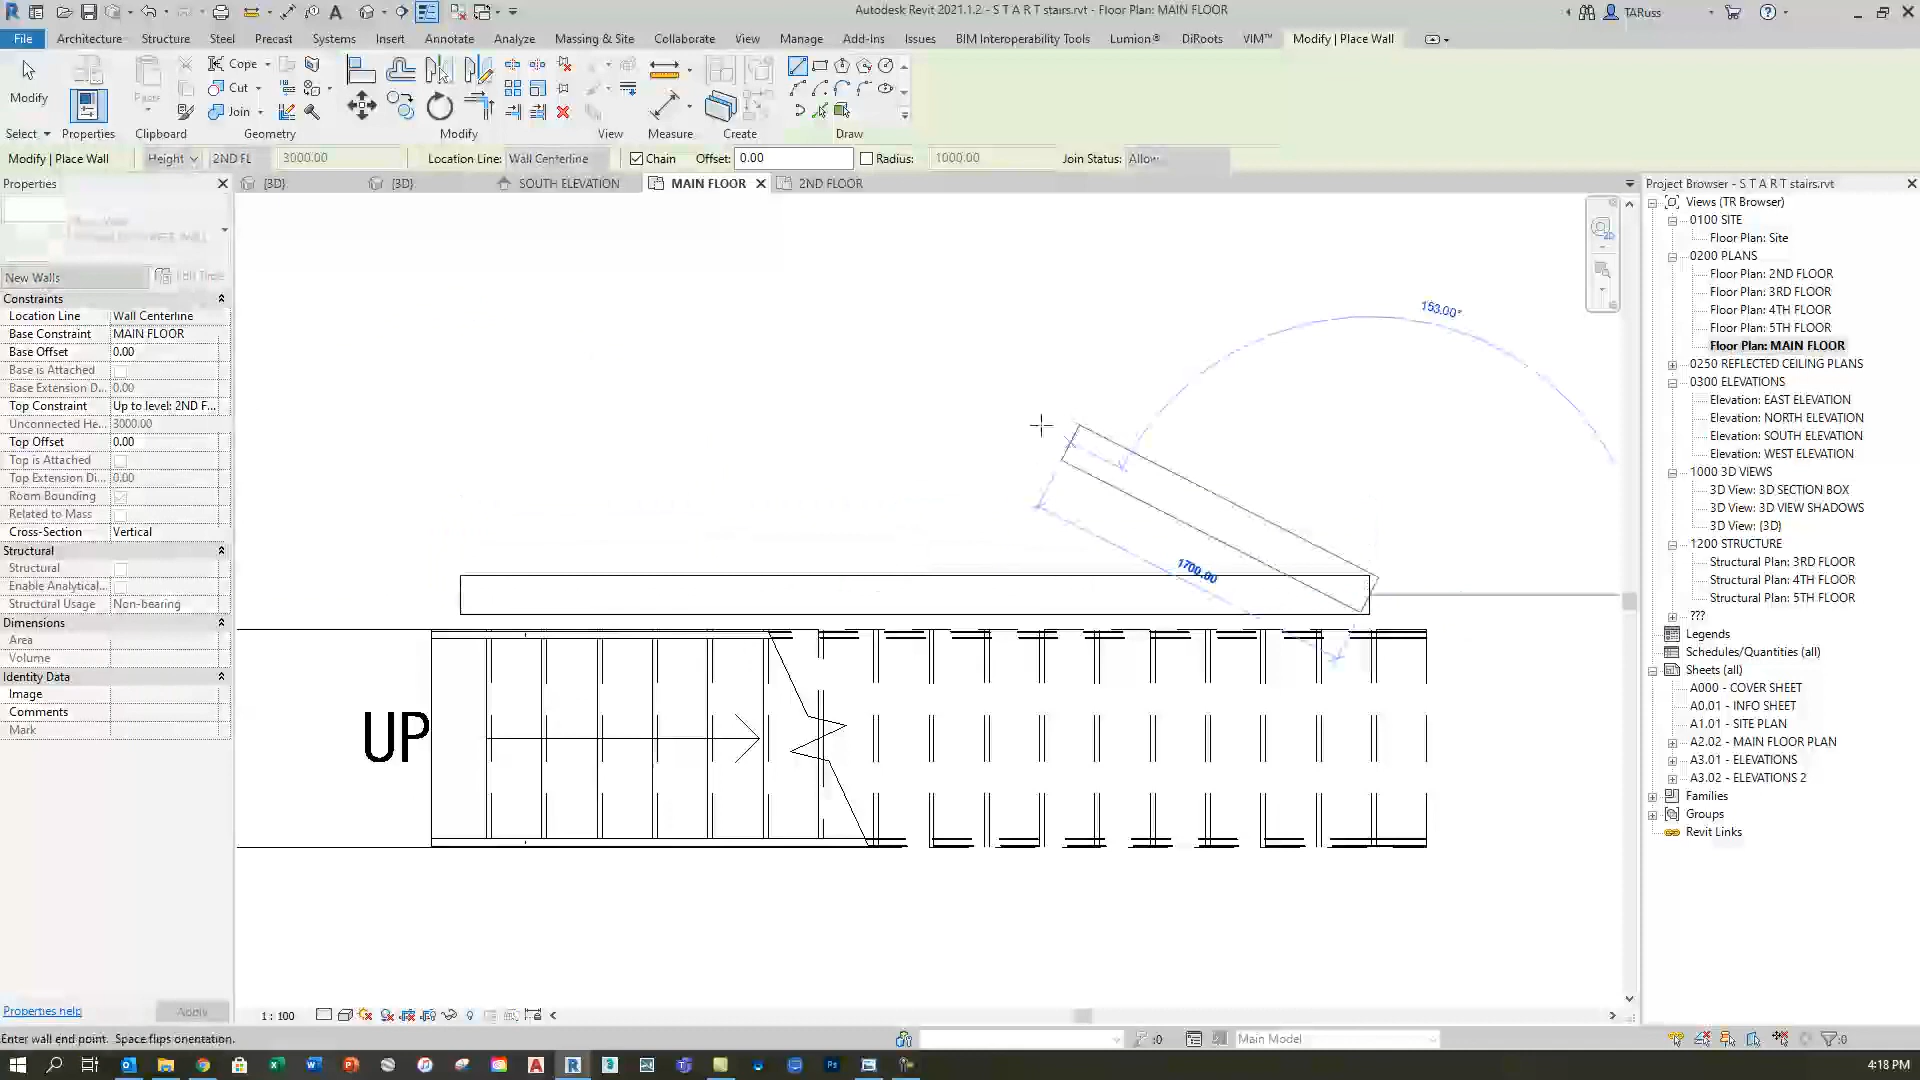 Autodesk Revit 2021.1.2 - S T A R T stairs.rvt - Floor Plan: MAIN FLOOR
TARuss
File Architecture Structure Steel Precast Systems Insert Annotate Analyze Massing & Site Collaborate View Manage Add-Ins Issues BIM Interoperability Tools Lumion® DiRoots VIM™ Modify | Place Wall
Cope
Modify
Paste
Cut
Join
Select Properties Clipboard Geometry Modify View Measure Create Draw
Modify | Place Wall Height 2ND FL 3000.00 Location Line: Wall Centerline Chain Offset: 0.00 Radius: 1000.00 Join Status: Allow
Properties
{3D} {3D} SOUTH ELEVATION MAIN FLOOR 2ND FLOOR
New Walls Edit Type
Constraints
Location Line Wall Centerline
Base Constraint MAIN FLOOR
Base Offset 0.00
Base is Attached
Base Extension D... 0.00
Top Constraint Up to level: 2ND F...
Unconnected He... 3000.00
Top Offset 0.00
Top is Attached
Top Extension Di... 0.00
Room Bounding
Related to Mass
Cross-Section Vertical
Structural
Structural
Enable Analytical...
Structural Usage Non-bearing
Dimensions
Area
Volume
Identity Data
Image
Comments
Mark
Properties help Apply
153.00°
1700.00
UP
Project Browser - S T A R T stairs.rvt
Views (TR Browser)
0100 SITE
Floor Plan: Site
0200 PLANS
Floor Plan: 2ND FLOOR
Floor Plan: 3RD FLOOR
Floor Plan: 4TH FLOOR
Floor Plan: 5TH FLOOR
Floor Plan: MAIN FLOOR
0250 REFLECTED CEILING PLANS
0300 ELEVATIONS
Elevation: EAST ELEVATION
Elevation: NORTH ELEVATION
Elevation: SOUTH ELEVATION
Elevation: WEST ELEVATION
1000 3D VIEWS
3D View: 3D SECTION BOX
3D View: 3D VIEW SHADOWS
3D View: {3D}
1200 STRUCTURE
Structural Plan: 3RD FLOOR
Structural Plan: 4TH FLOOR
Structural Plan: 5TH FLOOR
???
Legends
Schedules/Quantities (all)
Sheets (all)
A000 - COVER SHEET
A0.01 - INFO SHEET
A1.01 - SITE PLAN
A2.02 - MAIN FLOOR PLAN
A3.01 - ELEVATIONS
A3.02 - ELEVATIONS 2
Families
Groups
Revit Links
1 : 100
Enter wall end point. Space flips orientation. :0 Main Model :0
4:18 PM